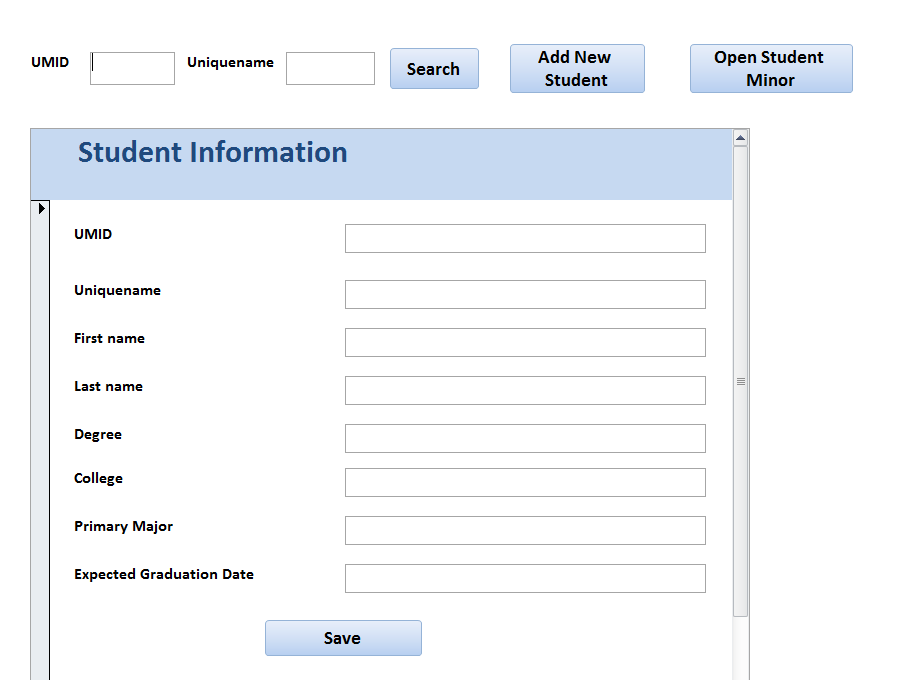 UMID Uniquename Search Add New Student Open Student Minor
Student Information
UMID
Uniquename
First name
Last name
Degree
College
Primary Major
Expected Graduation Date
Save